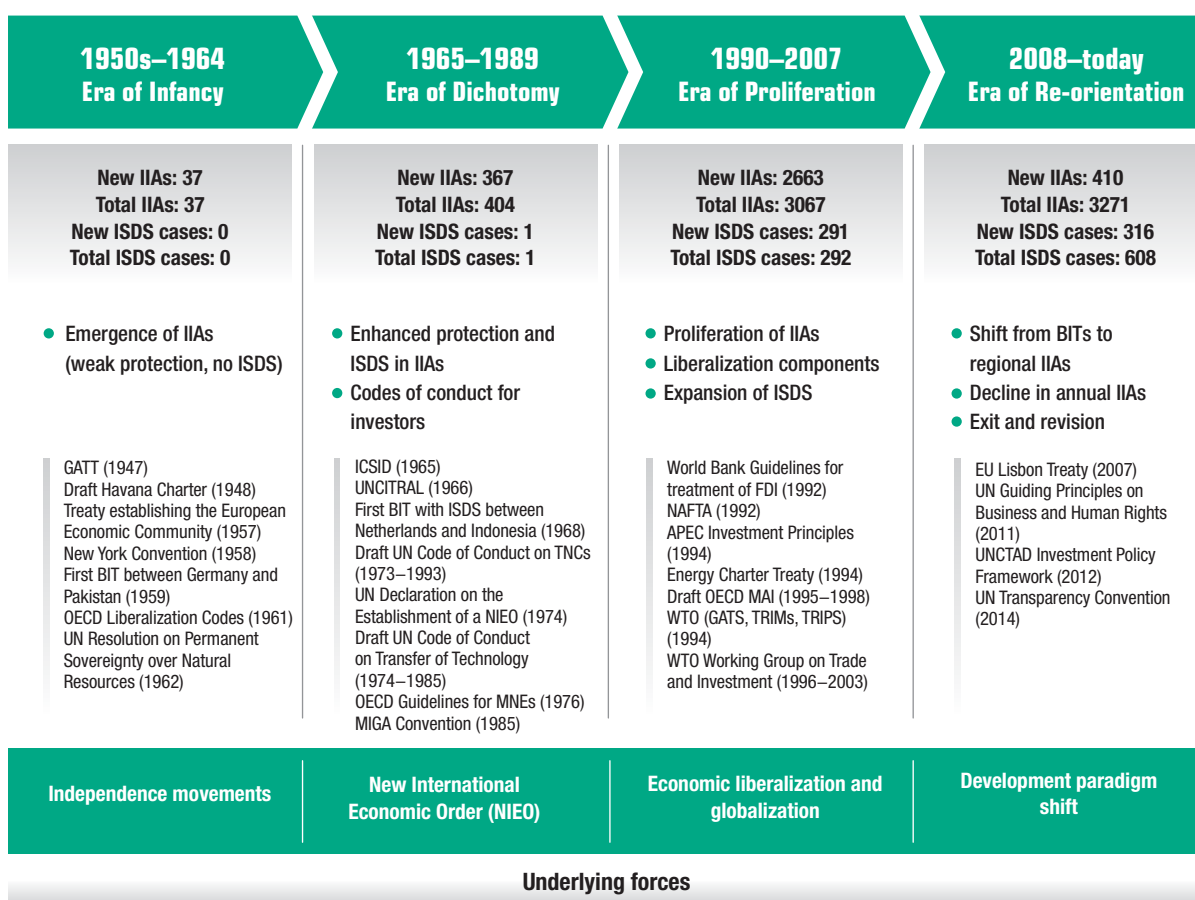 1950s–1964
Era of Infancy
1965–1989
Era of Dichotomy
1990–2007
Era of Proliferation
2008–today
Era of Re-orientation
New IIAs: 37
Total IIAs: 37
New ISDS cases: 0
Total ISDS cases: 0
New IIAs: 367
Total IIAs: 404
New ISDS cases: 1
Total ISDS cases: 1
New IIAs: 2663
Total IIAs: 3067
New ISDS cases: 291
Total ISDS cases: 292
New IIAs: 410
Total IIAs: 3271
New ISDS cases: 316
Total ISDS cases: 608
● Emergence of IIAs
(weak protection, no ISDS)
● Enhanced protection and
ISDS in IIAs
● Codes of conduct for
investors
● Proliferation of IIAs
● Liberalization components
● Expansion of ISDS
● Shift from BITs to
regional IIAs
● Decline in annual IIAs
● Exit and revision
GATT (1947)
Draft Havana Charter (1948)
Treaty establishing the European
Economic Community (1957)
New York Convention (1958)
First BIT between Germany and
Pakistan (1959)
OECD Liberalization Codes (1961)
UN Resolution on Permanent
Sovereignty over Natural
Resources (1962)
ICSID (1965)
UNCITRAL (1966)
First BIT with ISDS between
Netherlands and Indonesia (1968)
Draft UN Code of Conduct on TNCs
(1973–1993)
UN Declaration on the
Establishment of a NIEO (1974)
Draft UN Code of Conduct
on Transfer of Technology
(1974–1985)
OECD Guidelines for MNEs (1976)
MIGA Convention (1985)
World Bank Guidelines for
treatment of FDI (1992)
NAFTA (1992)
APEC Investment Principles
(1994)
Energy Charter Treaty (1994)
Draft OECD MAI (1995–1998)
WTO (GATS, TRIMs, TRIPS)
(1994)
WTO Working Group on Trade
and Investment (1996–2003)
EU Lisbon Treaty (2007)
UN Guiding Principles on
Business and Human Rights
(2011)
UNCTAD Investment Policy
Framework (2012)
UN Transparency Convention
(2014)
Independence movements
New International
Economic Order (NIEO)
Economic liberalization and
globalization
Development paradigm
shift
Underlying forces